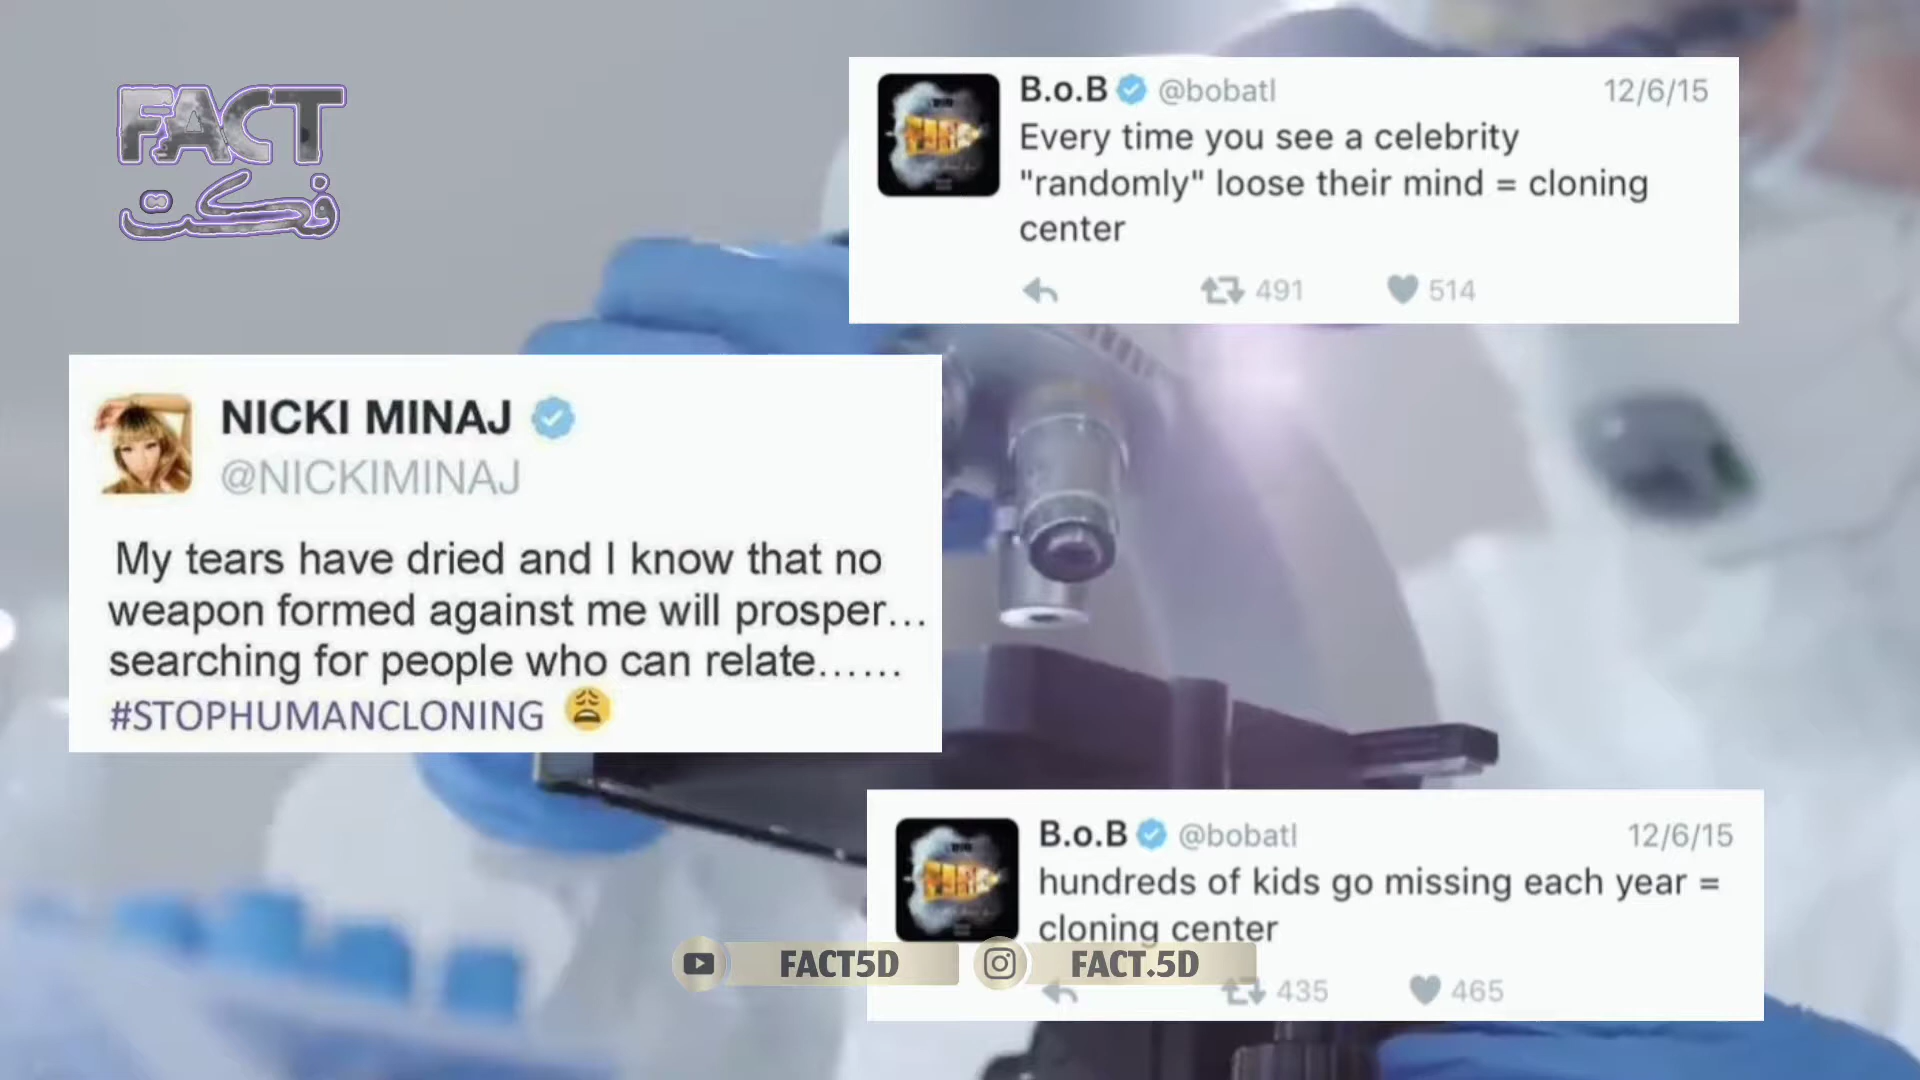 FACT
فكت
B.o.B @bobatl 12/6/15
Every time you see a celebrity
"randomly" loose their mind = cloning
center
491 514
NICKI MINAJ
@NICKIMINAJ
My tears have dried and I know that no
weapon formed against me will prosper...
searching for people who can relate......
#STOPHUMANCLONING
B.o.B @bobatl 12/6/15
hundreds of kids go missing each year =
cloning center
435 465
FACT5D FACT.5D